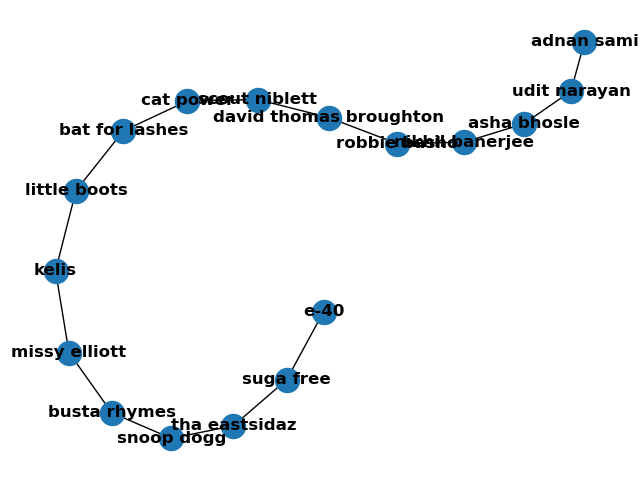 adnan sami
udit narayan
cat power
scout niblett
david thomas broughton
asha bhosle
bat for lashes
robbie basho
nikhil banerjee
little boots
kelis
e-40
missy elliott
suga free
busta rhymes
tha eastsidaz
snoop dogg